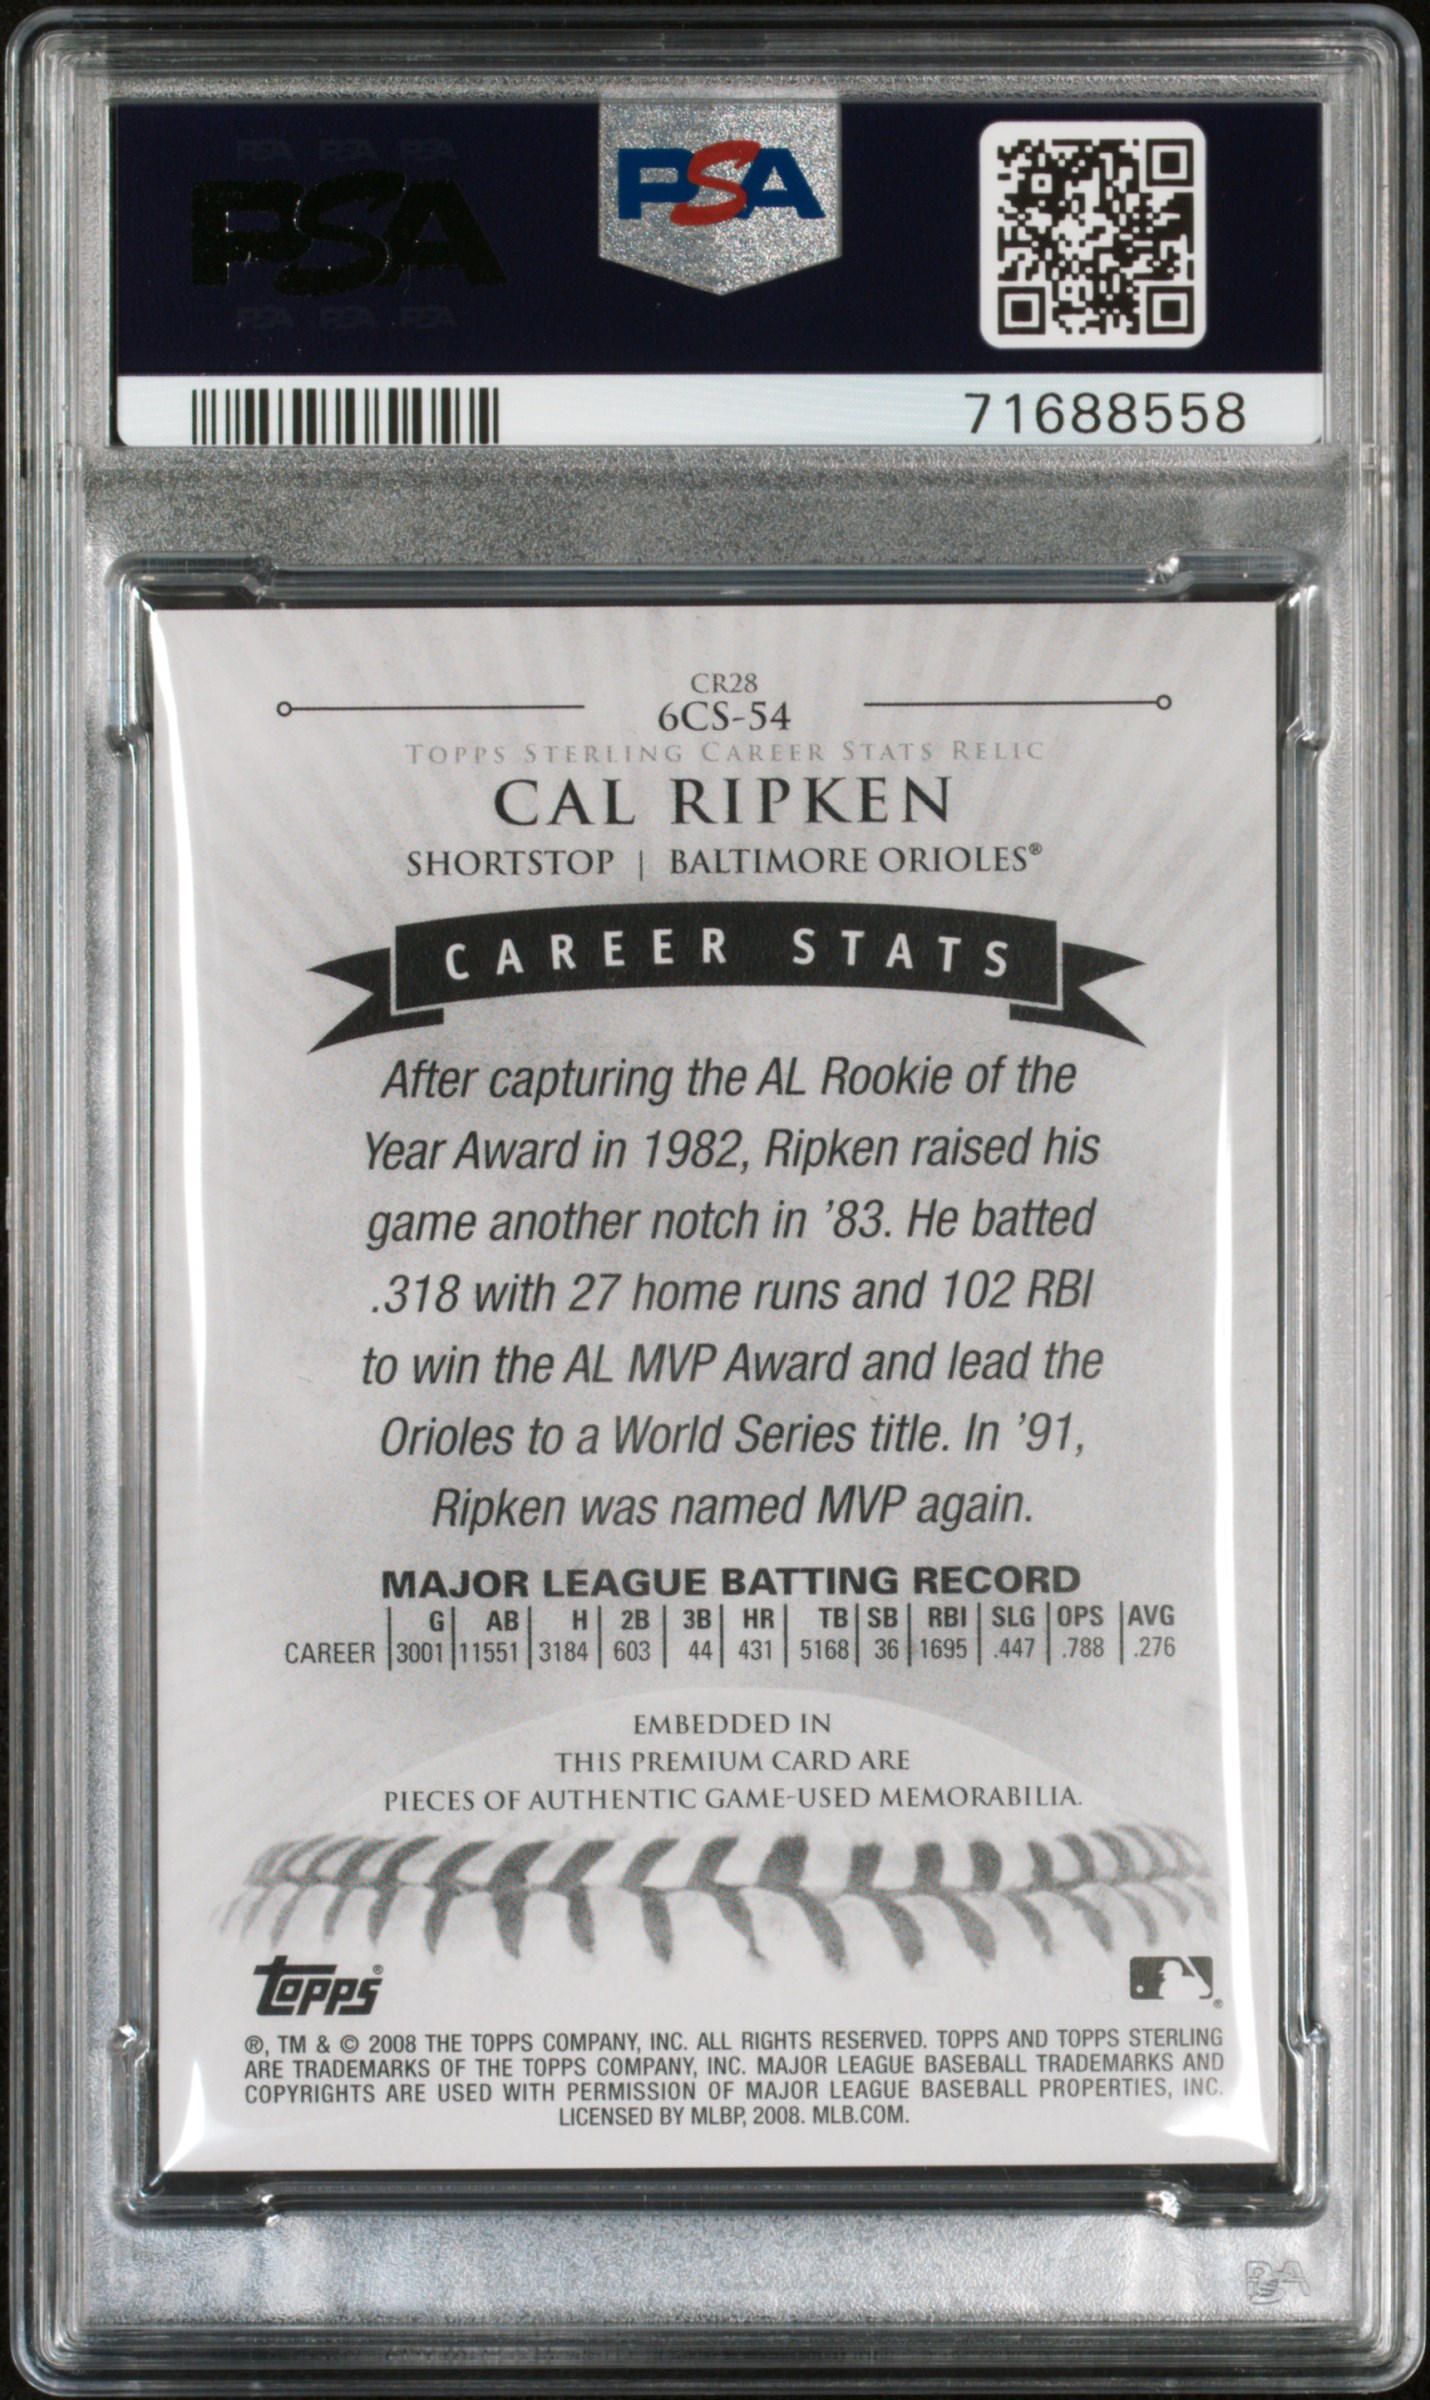 PSA PSA PSA
PSA
PSA PSA PSA
PSA
71688558
CR28
6CS-54
TOPPS STERLING CAREER STATS RELIC
CAL RIPKEN
SHORTSTOP | BALTIMORE ORIOLES®
CAREER STATS
After capturing the AL Rookie of the
Year Award in 1982, Ripken raised his
game another notch in '83. He batted
.318 with 27 home runs and 102 RBI
to win the AL MVP Award and lead the
Orioles to a World Series title. In '91,
Ripken was named MVP again.
MAJOR LEAGUE BATTING RECORD
G AB H 2B 3B HR TB SB RBI SLG OPS AVG
CAREER 3001 11551 3184 603 44 431 5168 36 1695 .447 .788 .276
EMBEDDED IN
THIS PREMIUM CARD ARE
PIECES OF AUTHENTIC GAME-USED MEMORABILIA.
TOPPS®
®, TM & © 2008 THE TOPPS COMPANY, INC. ALL RIGHTS RESERVED. TOPPS AND TOPPS STERLING
ARE TRADEMARKS OF THE TOPPS COMPANY, INC. MAJOR LEAGUE BASEBALL TRADEMARKS AND
COPYRIGHTS ARE USED WITH PERMISSION OF MAJOR LEAGUE BASEBALL PROPERTIES, INC.
LICENSED BY MLBP, 2008. MLB.COM.
PSA